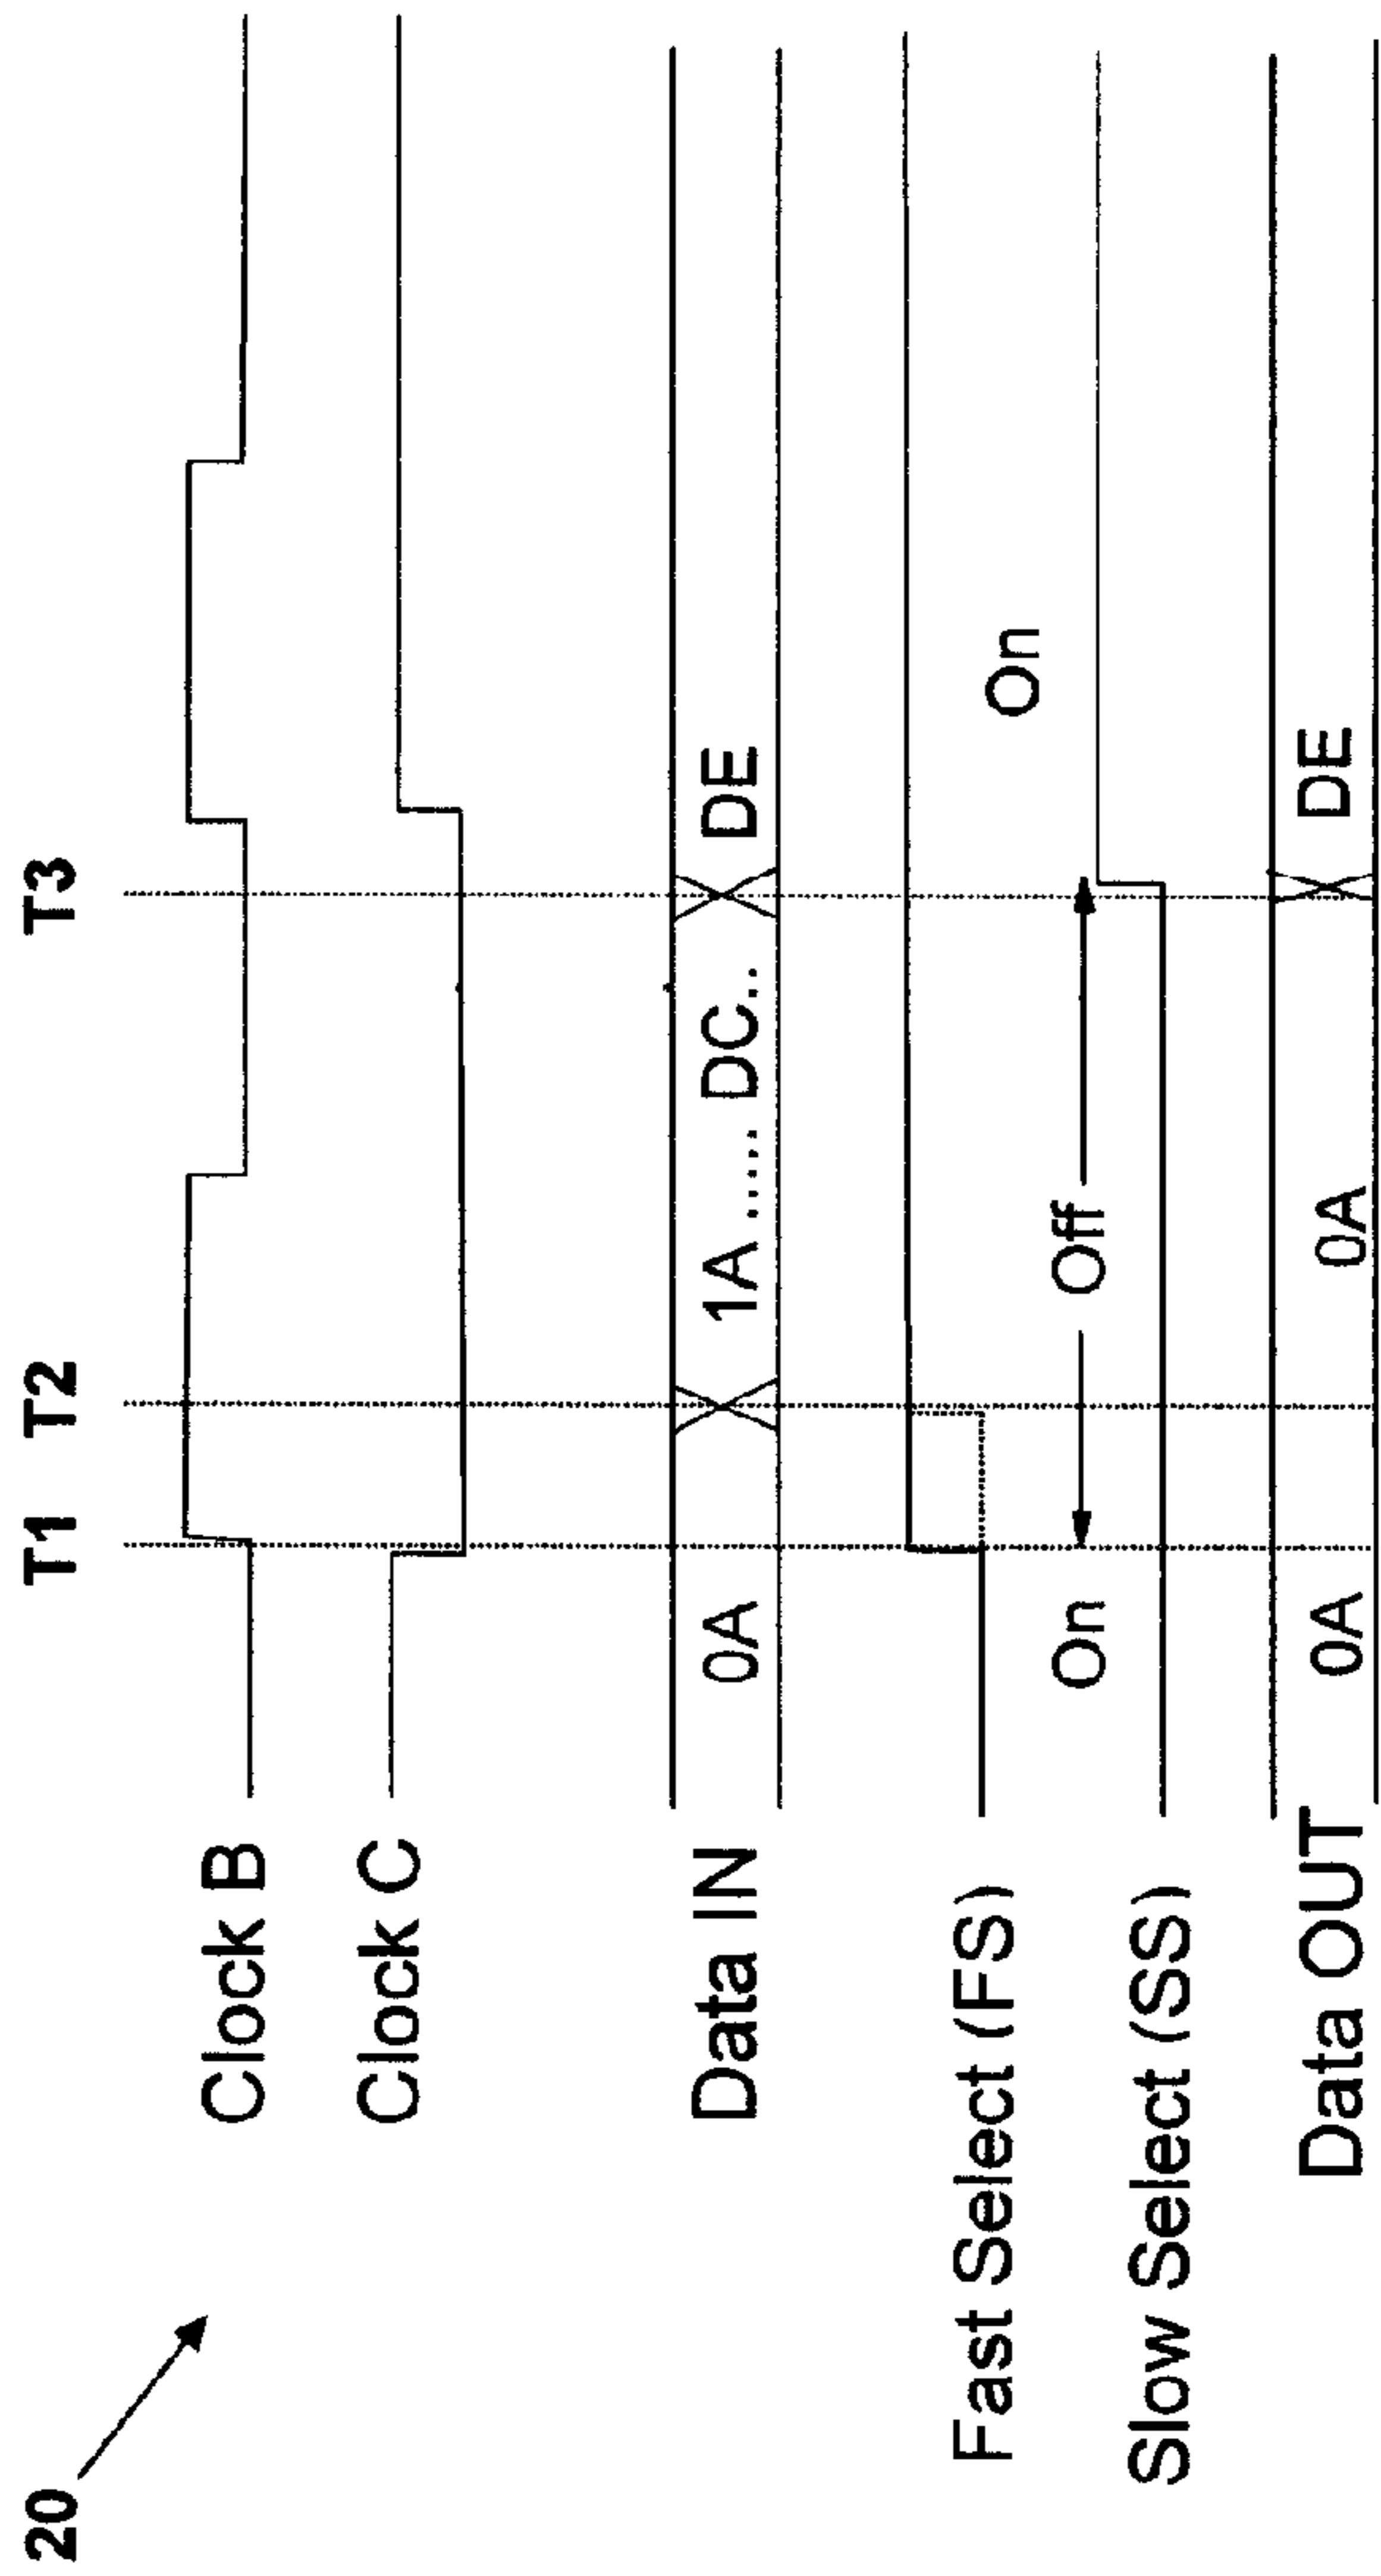 20
T1 T2 T3
Clock B
Clock C
Data IN 0A 1A ..... DC.. DE
Fast Select (FS)
On Off On
Slow Select (SS)
Data OUT 0A 0A DE